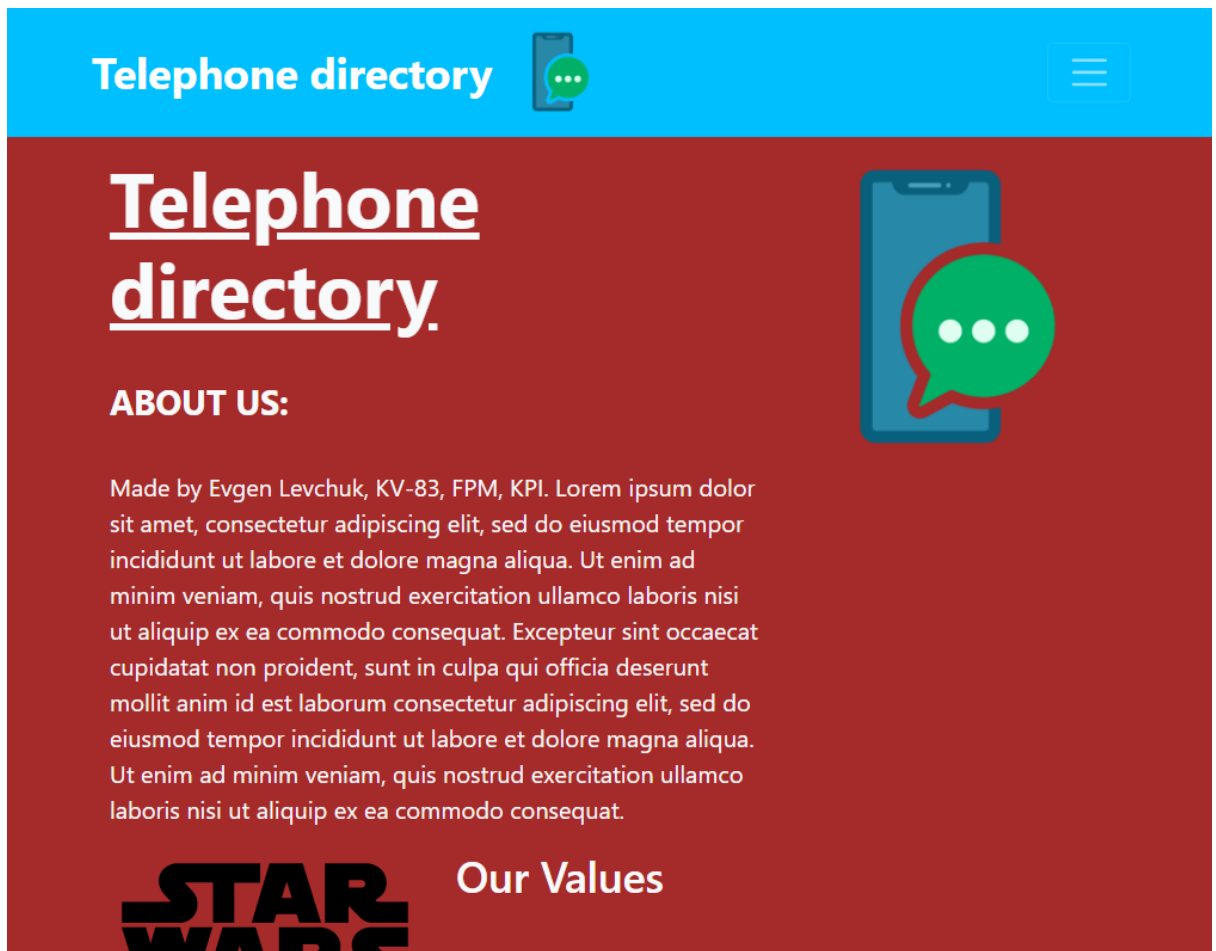 Telephone directory
Telephone
directory
ABOUT US:
Made by Evgen Levchuk, KV-83, FPM, KPI. Lorem ipsum dolor
sit amet, consectetur adipiscing elit, sed do eiusmod tempor
incididunt ut labore et dolore magna aliqua. Ut enim ad
minim veniam, quis nostrud exercitation ullamco laboris nisi
ut aliquip ex ea commodo consequat. Excepteur sint occaecat
cupidatat non proident, sunt in culpa qui officia deserunt
mollit anim id est laborum consectetur adipiscing elit, sed do
eiusmod tempor incididunt ut labore et dolore magna aliqua.
Ut enim ad minim veniam, quis nostrud exercitation ullamco
laboris nisi ut aliquip ex ea commodo consequat.
STAR
WARS
Our Values